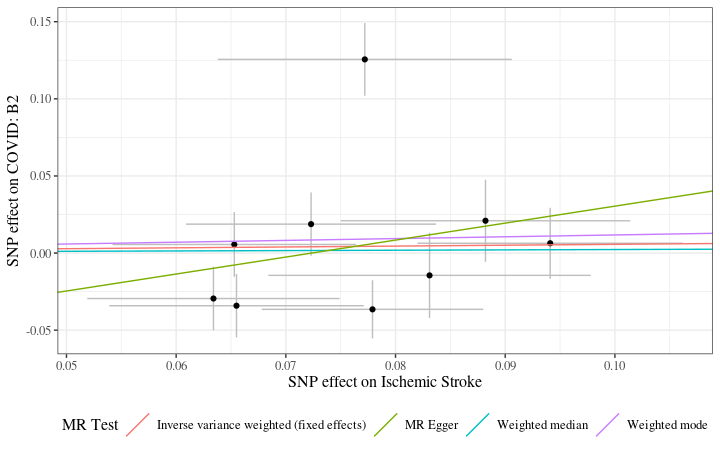 0.15
0.10
0.05
0.00
-0.05
SNP effect on COVID: B2
0.05 0.06 0.07 0.08 0.09 0.10
SNP effect on Ischemic Stroke
MR Test Inverse variance weighted (fixed effects) MR Egger Weighted median Weighted mode